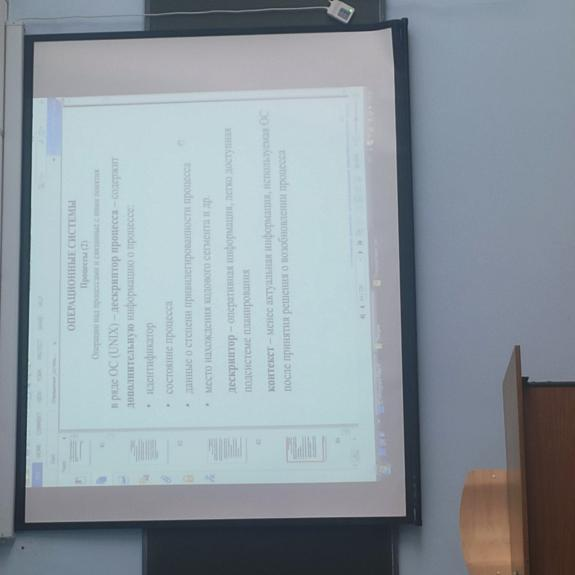 ОПЕРАЦИОННЫЕ СИСТЕМЫ
Процессы (2)
Операции над процессами и связанные с ними понятия
в ряде ОС (UNIX) – дескриптор процесса – содержит
дополнительную информацию о процессе:
• идентификатор
• состояние процесса
• данные о степени привилегированности процесса
• место нахождения кодового сегмента и др.
дескриптор – оперативная информация, легко доступная
подсистеме планирования
контекст – менее актуальная информация, используемая ОС
после принятия решения о возобновлении процесса